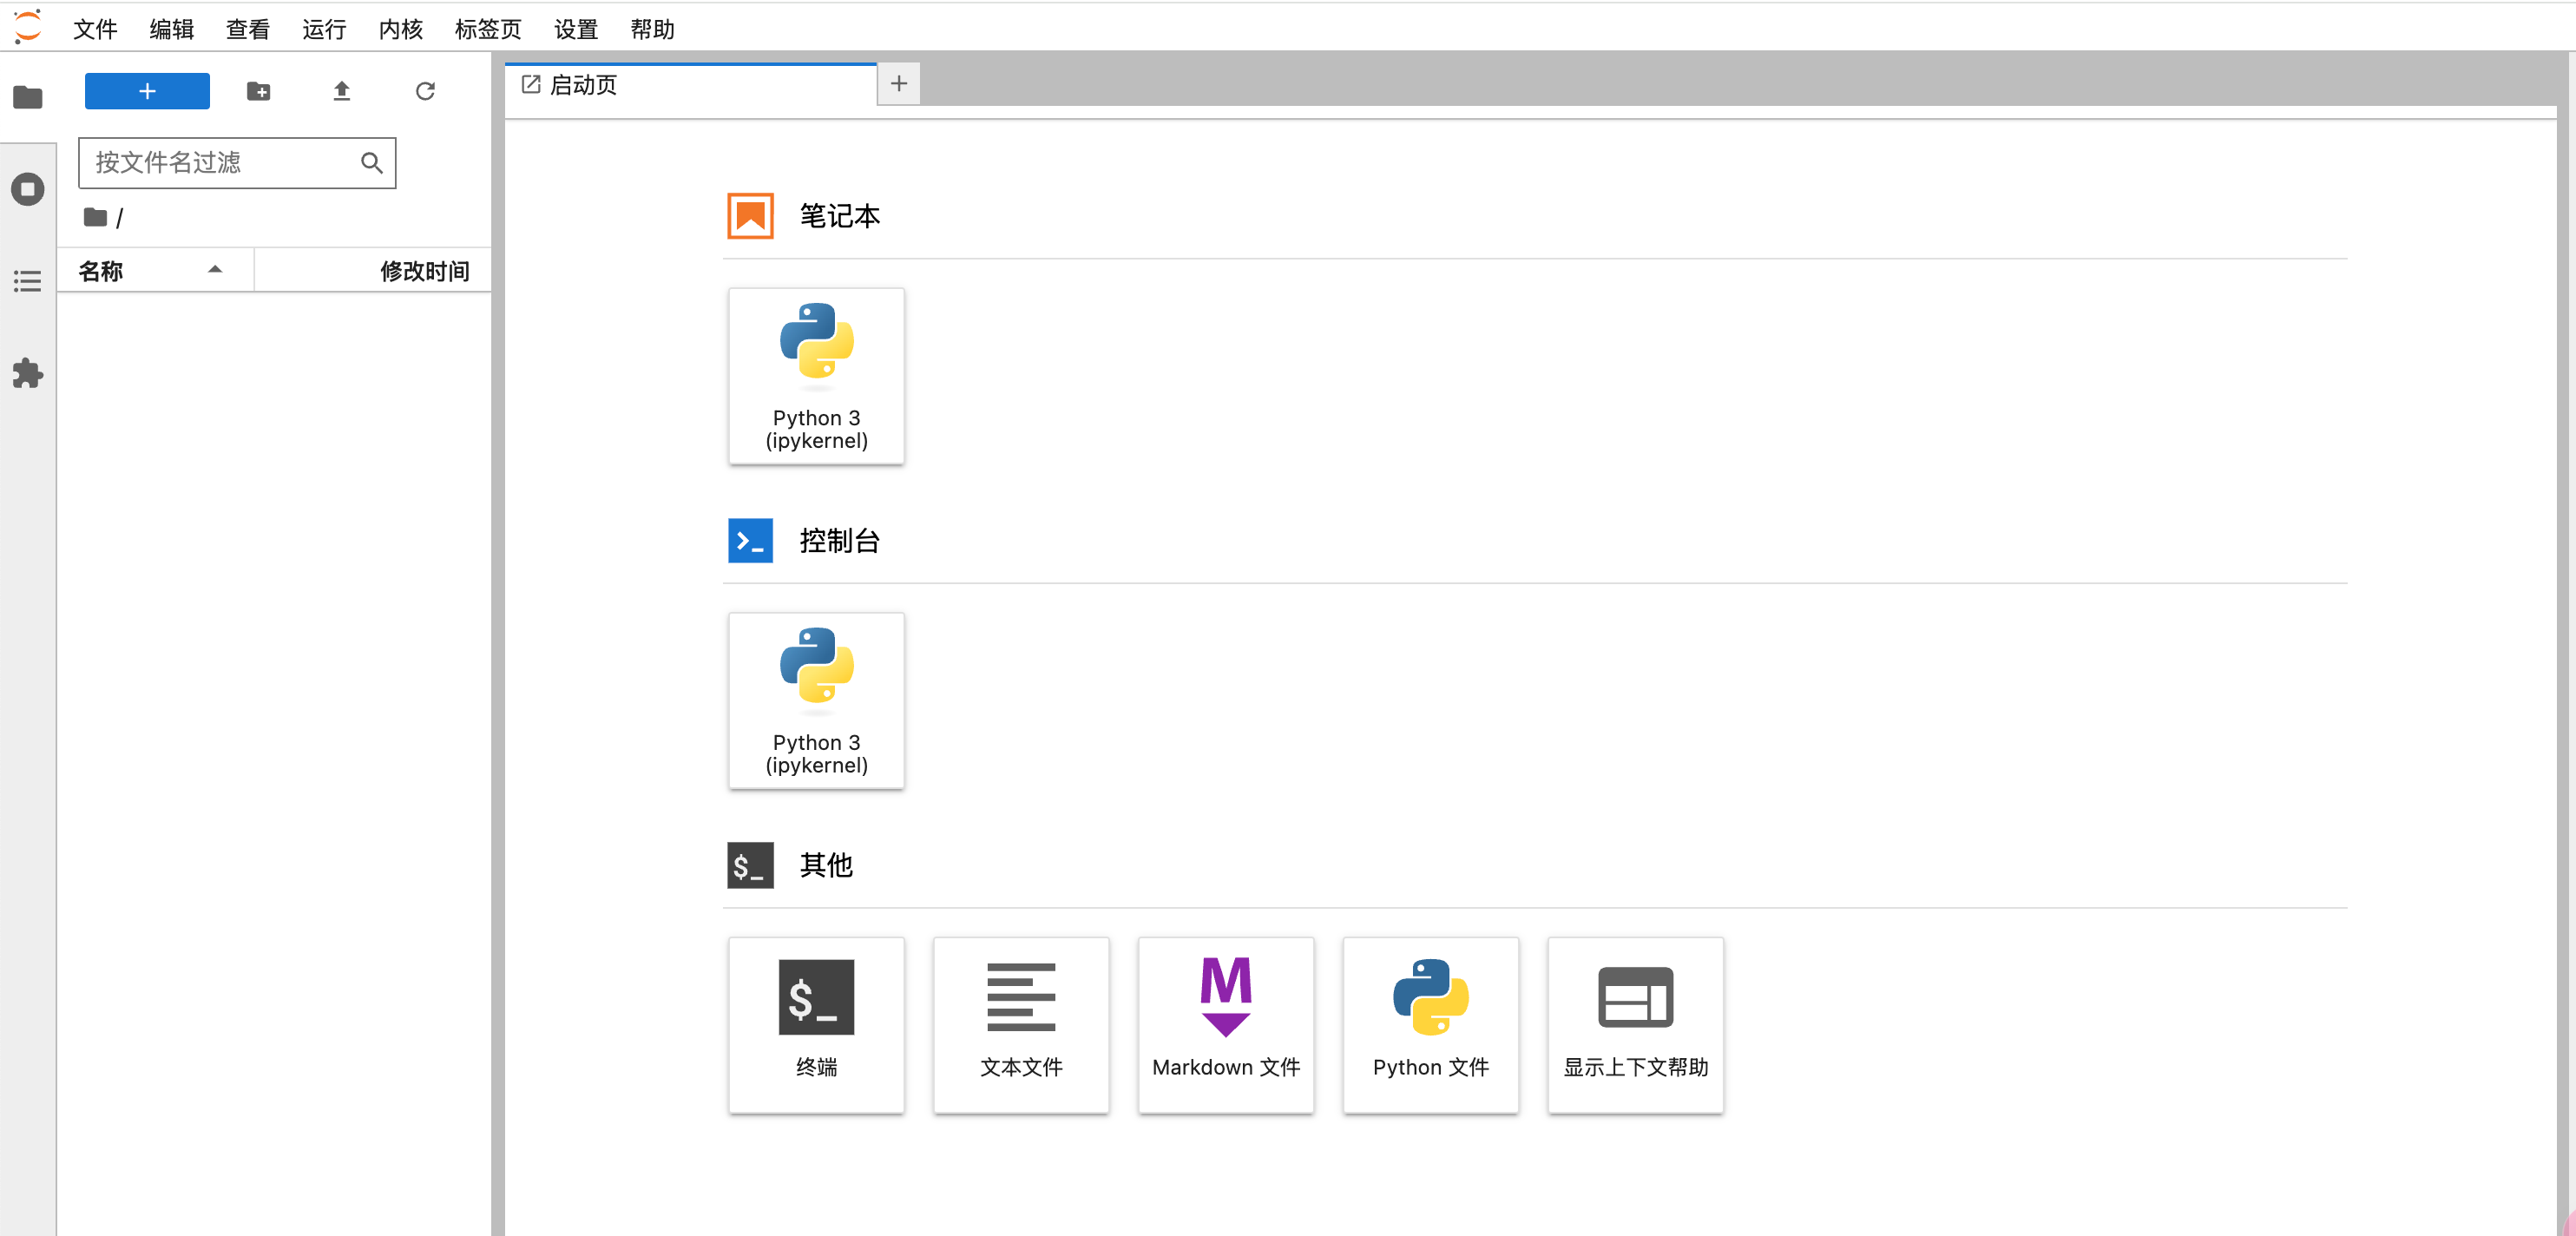 文件 编辑 查看 运行 内核 标签页 设置 帮助
启动页
按文件名过滤
/
名称 修改时间
笔记本
Python 3
(ipykernel)
控制台
Python 3
(ipykernel)
$_ 其他
$_
终端 文本文件 Markdown 文件 Python 文件 显示上下文帮助